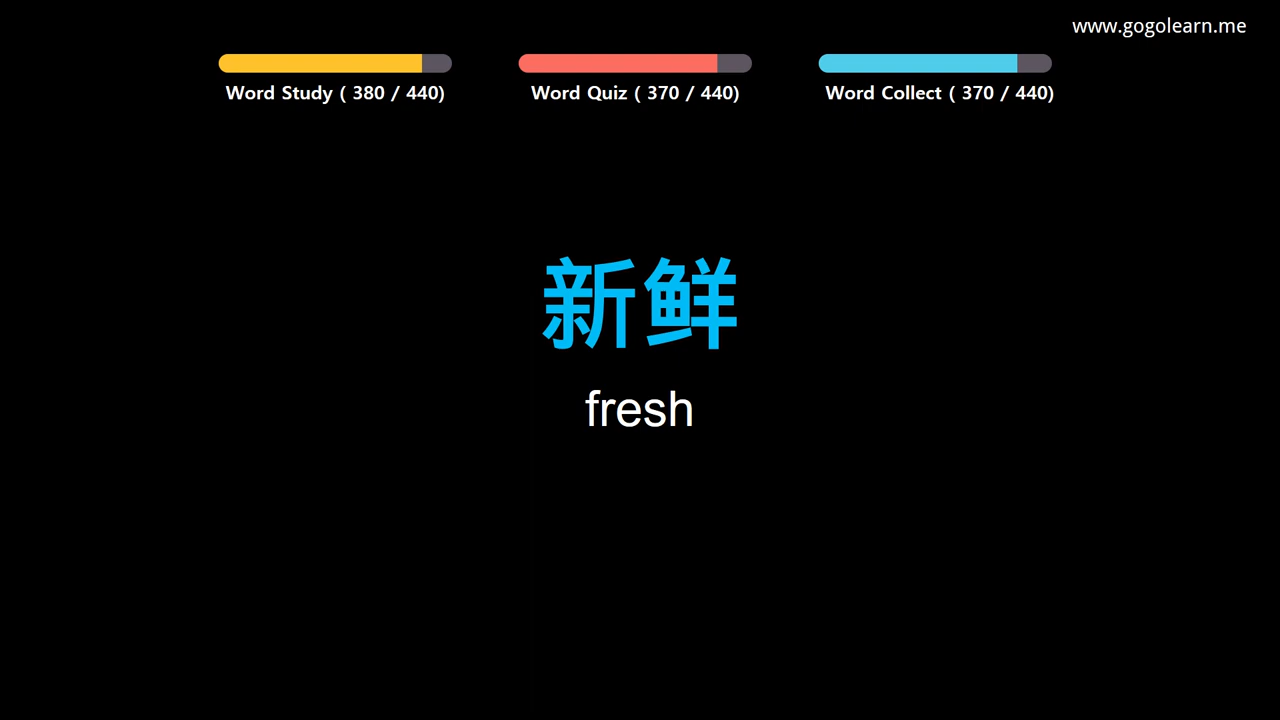 www.gogolearn.me
Word Study ( 380 / 440)
Word Quiz ( 370 / 440)
Word Collect ( 370 / 440)
新鲜
fresh